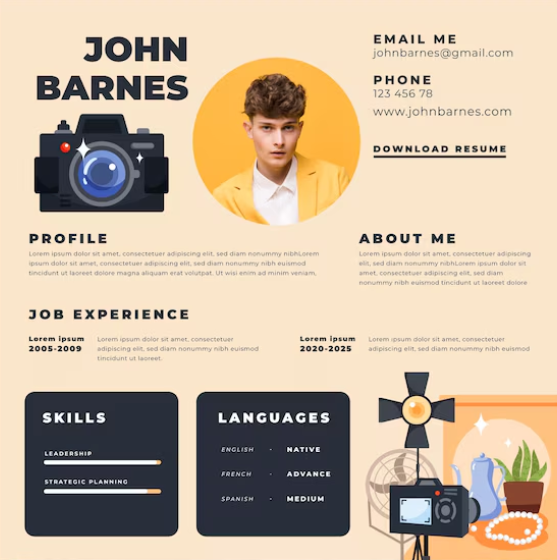 JOHN
BARNES
EMAIL ME
johnbarnes@gmail.com
PHONE
123 456 78
www.johnbarnes.com
DOWNLOAD RESUME
PROFILE
Lorem ipsum dolor sit amet, consectetuer adipiscing elit, sed diam nonummy nibhLorem
ipsum dolor sit amet, consectetuer adipiscing elit, sed diam nonummy nibh euismod
tincidunt ut laoreet dolore magna aliquam erat volutpat. Ut wisi enim ad minim veniam,
ABOUT ME
Lorem ipsum dolor sit amet, consectetuer adipiscing
elit, sed diam nonummy nibhLorem ipsum dolor sit
amet, consectetuer adipiscing elit, sed diam
nonummy nibh euismod tincidunt ut laoreet dolore
JOB EXPERIENCE
Lorem ipsum
2005-2009
Lorem ipsum dolor sit amet, consectetuer
adipiscing elit, sed diam nonummy nibh euismod
tincidunt ut laoreet
Lorem ipsum
2020-2025
Lorem ipsum dolor sit amet, consectetuer
adipiscing elit, sed diam nonummy nibh euismod
SKILLS
LEADERSHIP
STRATEGIC PLANNING
LANGUAGES
ENGLISH - NATIVE
FRENCH - ADVANCE
SPANISH - MEDIUM